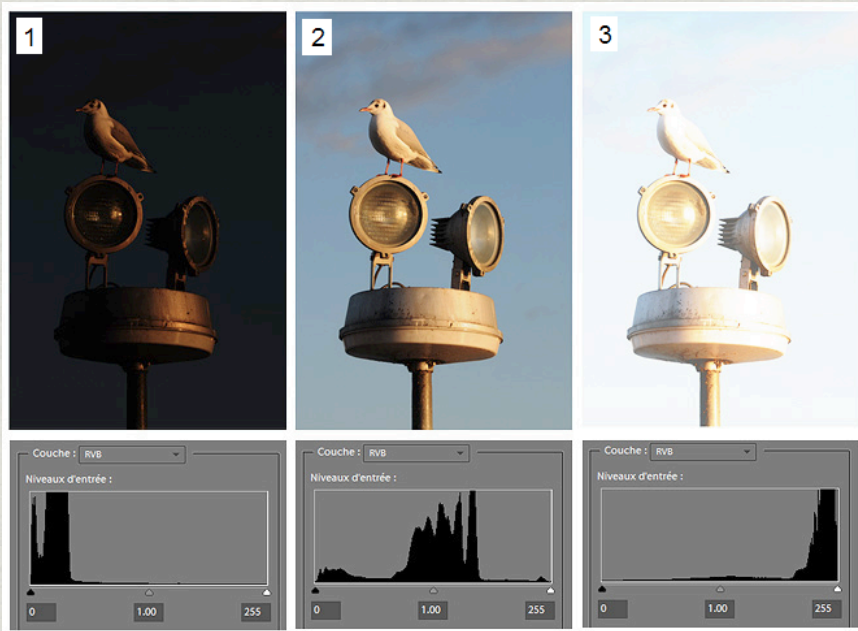 1
2
3
Couche : RVB
Niveaux d'entrée :
0 1.00 255
Couche : RVB
Niveaux d'entrée :
0 1.00 255
Couche : RVB
Niveaux d'entrée :
0 1.00 255